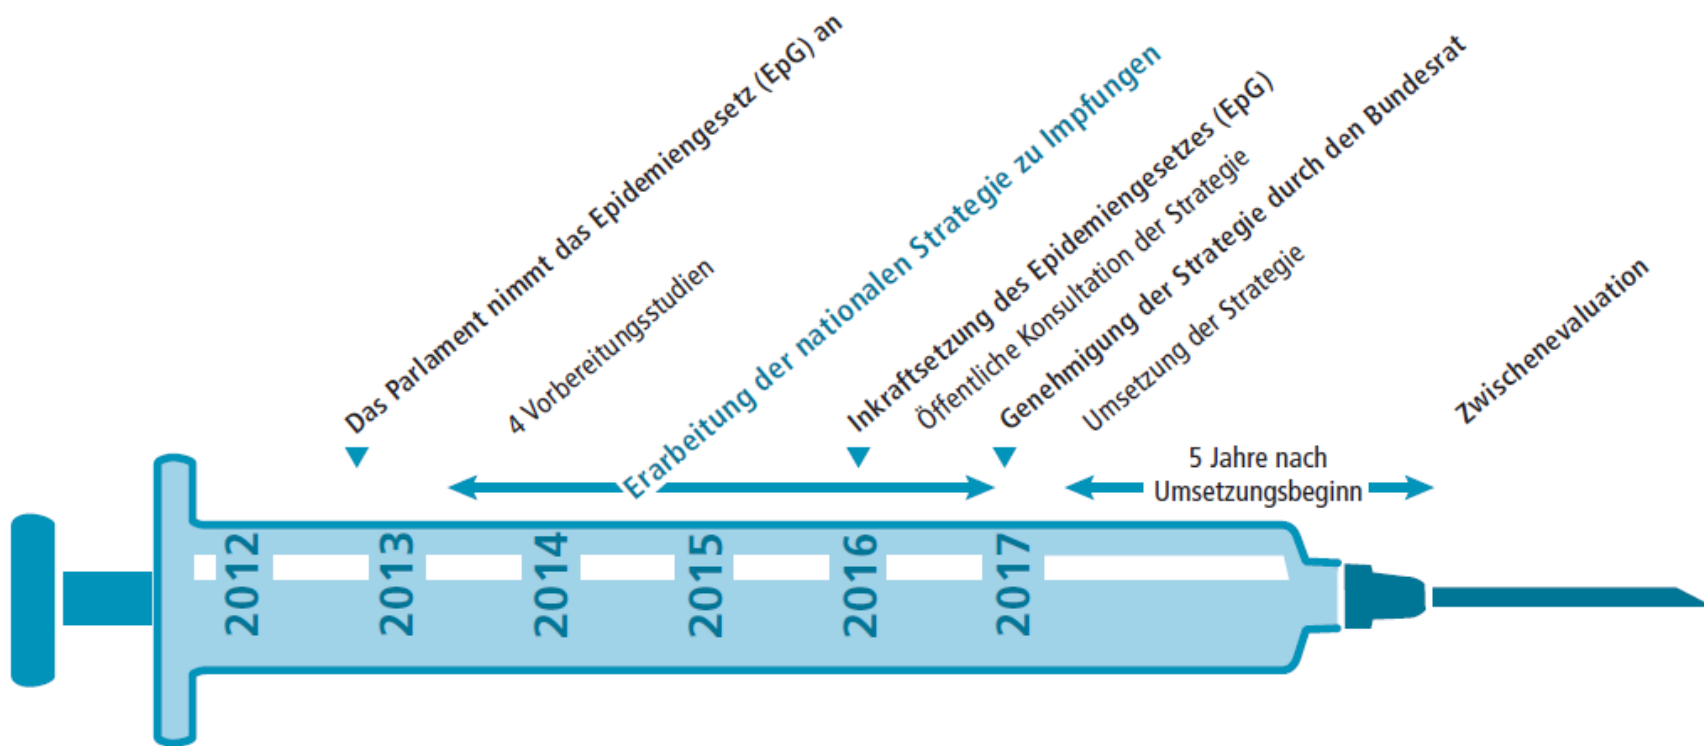 Das Parlament nimmt das Epidemiengesetz (EpG) an
4 Vorbereitungsstudien
Erarbeitung der nationalen Strategie zu Impfungen
Inkraftsetzung des Epidemiengesetzes (EpG)
Öffentliche Konsultation der Strategie
Genehmigung der Strategie durch den Bundesrat
Umsetzung der Strategie
Zwischenevaluation
5 Jahre nach
Umsetzungsbeginn
2012
2013
2014
2015
2016
2017